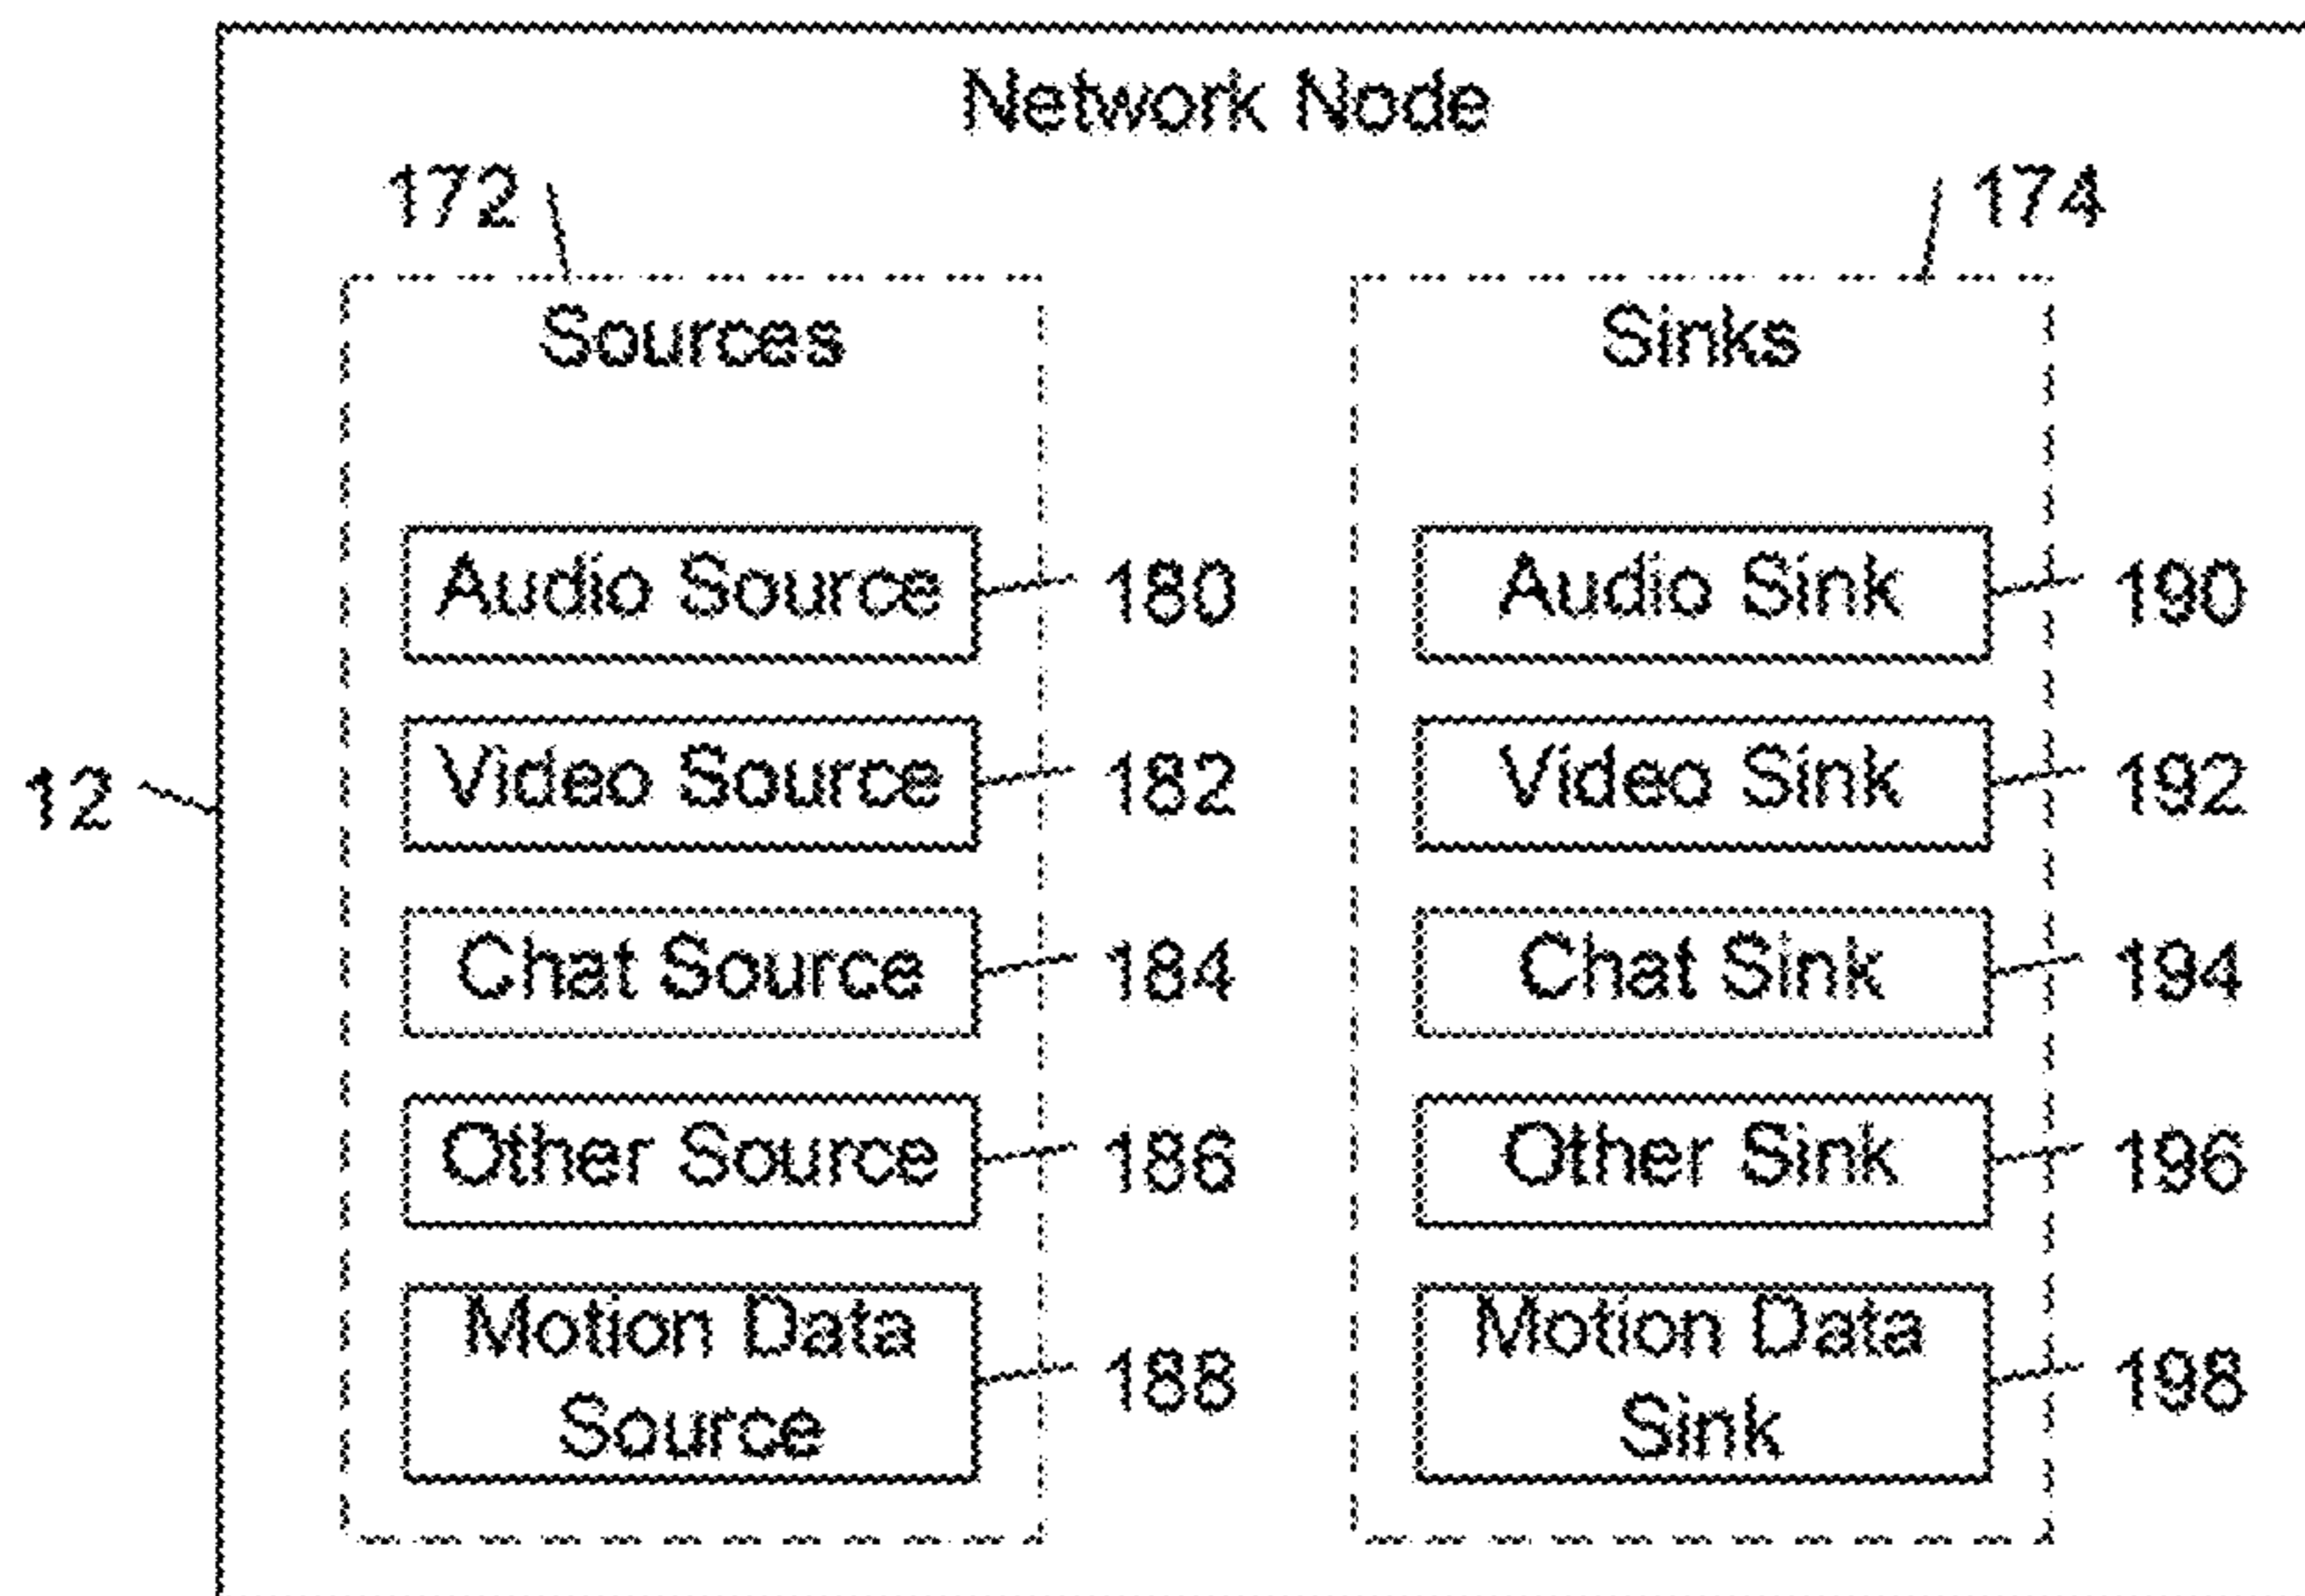 Network Node
172
174
Sources
Sinks
Audio Source
180
Audio Sink
190
Video Source
182
Video Sink
192
12
Chat Source
184
Chat Sink
194
Other Source
186
Other Sink
196
Motion Data
Source
188
Motion Data
Sink
198